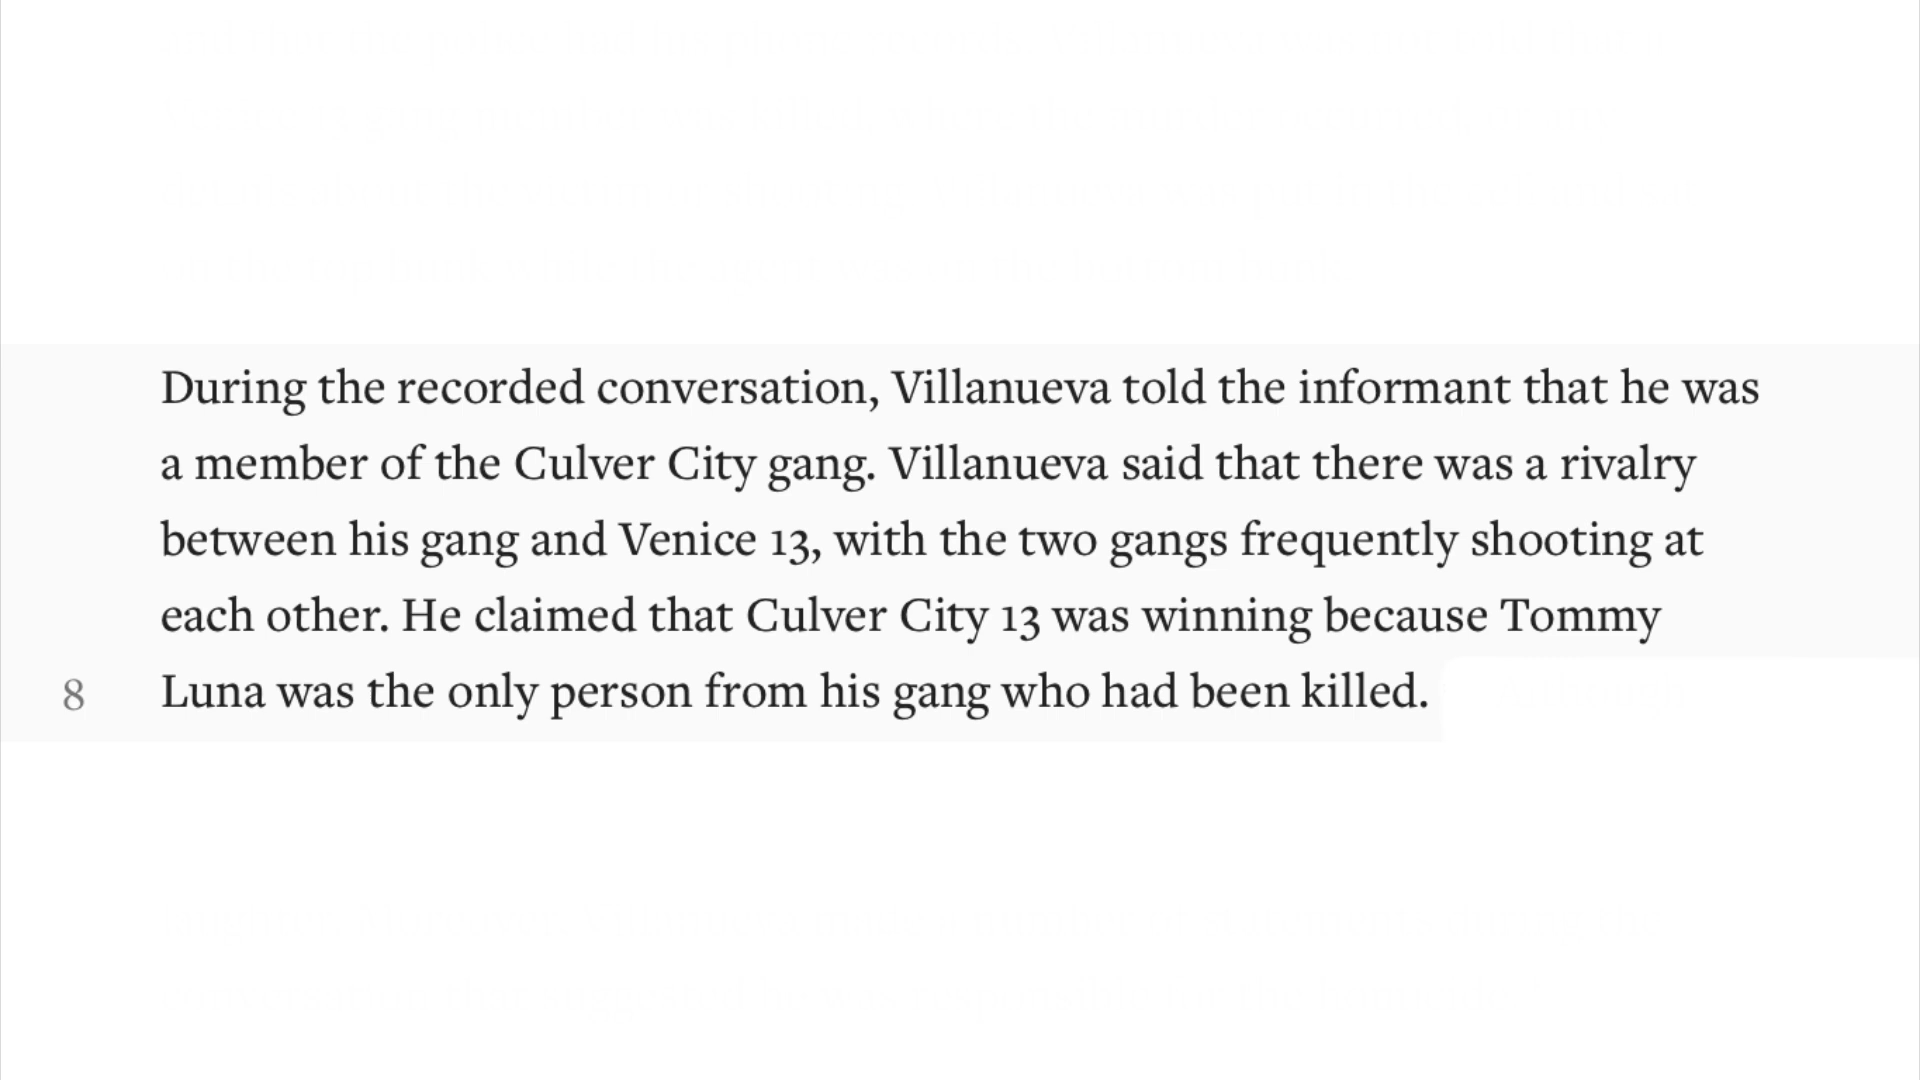 During the recorded conversation, Villanueva told the informant that he was
a member of the Culver City gang. Villanueva said that there was a rivalry
between his gang and Venice 13, with the two gangs frequently shooting at
each other. He claimed that Culver City 13 was winning because Tommy
8 Luna was the only person from his gang who had been killed.